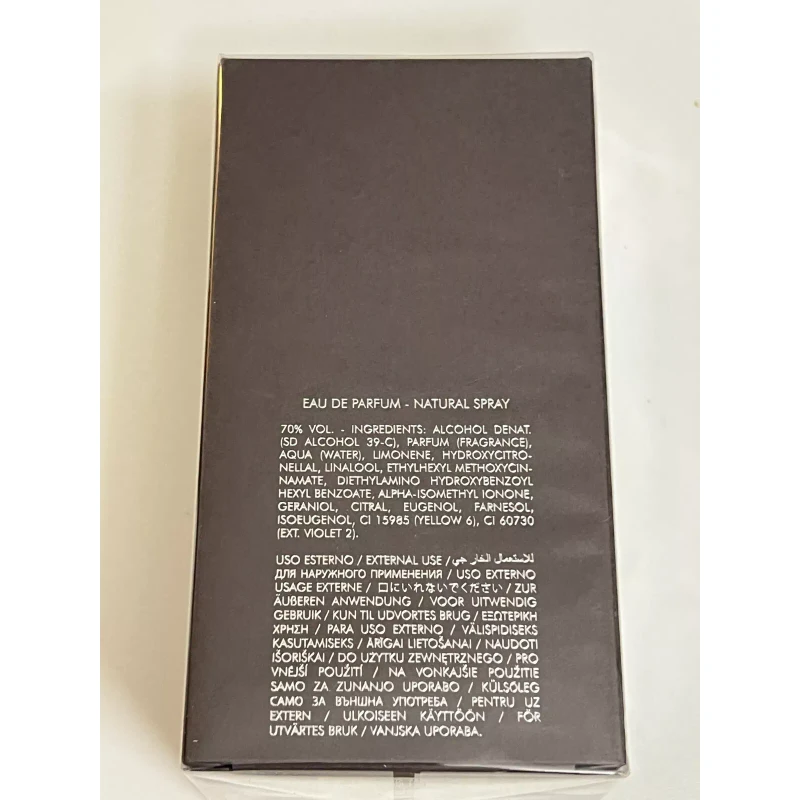 EAU DE PARFUM - NATURAL SPRAY
70% VOL. - INGREDIENTS: ALCOHOL DENAT.
(SD ALCOHOL 39-C), PARFUM (FRAGRANCE),
AQUA (WATER), LIMONENE, HYDROXYCITRO-
NELLAL, LINALOOL, ETHYLHEXYL METHOXYCIN-
NAMATE, DIETHYLAMINO HYDROXYBENZOYL
HEXYL BENZOATE, ALPHA-ISOMETHYL IONONE,
GERANIOL, CITRAL, EUGENOL, FARNESOL,
ISOEUGENOL, CI 15985 (YELLOW 6), CI 60730
(EXT. VIOLET 2).
USO ESTERNO / EXTERNAL USE / للاستعمال الخارجي
ДЛЯ НАРУЖНОГО ПРИМЕНЕНИЯ / USO EXTERNO
USAGE EXTERNE / 口にいれないでください / ZUR
ÄUßEREN ANWENDUNG / VOOR UITWENDIG
GEBRUIK / KUN TIL UDVORTES BRUG / ΕΞΩΤΕΡΙΚΗ
ΧΡΗΣΗ / PARA USO EXTERNO / VÄLISPIDISEKS
KASUTAMISEKS / ĀRĪGAI LIETOŠANAI / NAUDOTI
IŠORIŠKAI / DO UŻYTKU ZEWNĘTRZNEGO / PRO
VNĚJŠÍ POUŽITÍ / NA VONKAJŠIE POUŽITIE
SAMO ZA ZUNANJO UPORABO / KÜLSŐLEG
САМО ЗА ВЪНШНА УПОТРЕБА / PENTRU UZ
EXTERN / ULKOISEEN KÄYTTÖÖN / FÖR
UTVÄRTES BRUK / VANJSKA UPORABA.